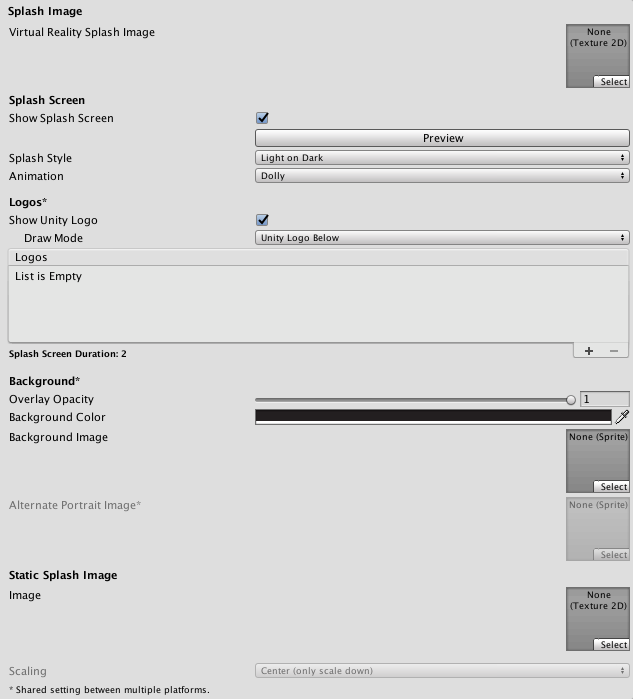 Splash Image
Virtual Reality Splash Image
None
(Texture 2D)
Select
Splash Screen
Show Splash Screen
Preview
Splash Style
Light on Dark
Animation
Dolly
Logos*
Show Unity Logo
Draw Mode
Unity Logo Below
Logos
List is Empty
Splash Screen Duration: 2
Background*
Overlay Opacity
1
Background Color
Background Image
None (Sprite)
Select
Alternate Portrait Image*
None (Sprite)
Select
Static Splash Image
Image
None
(Texture 2D)
Select
Scaling
Center (only scale down)
* Shared setting between multiple platforms.